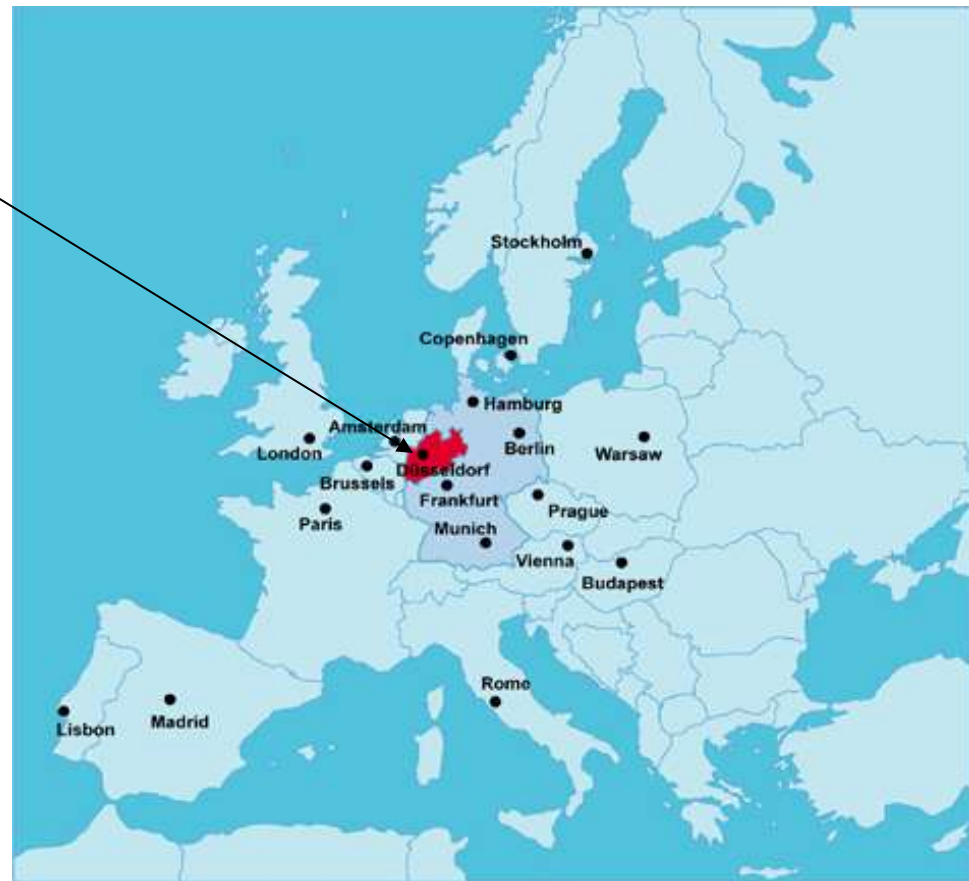 Stockholm
Copenhagen
Hamburg
Amsterdam
Berlin
London
Warsaw
Düsseldorf
Brussels
Frankfurt
Prague
Paris
Munich
Vienna
Budapest
Rome
Madrid
Lisbon